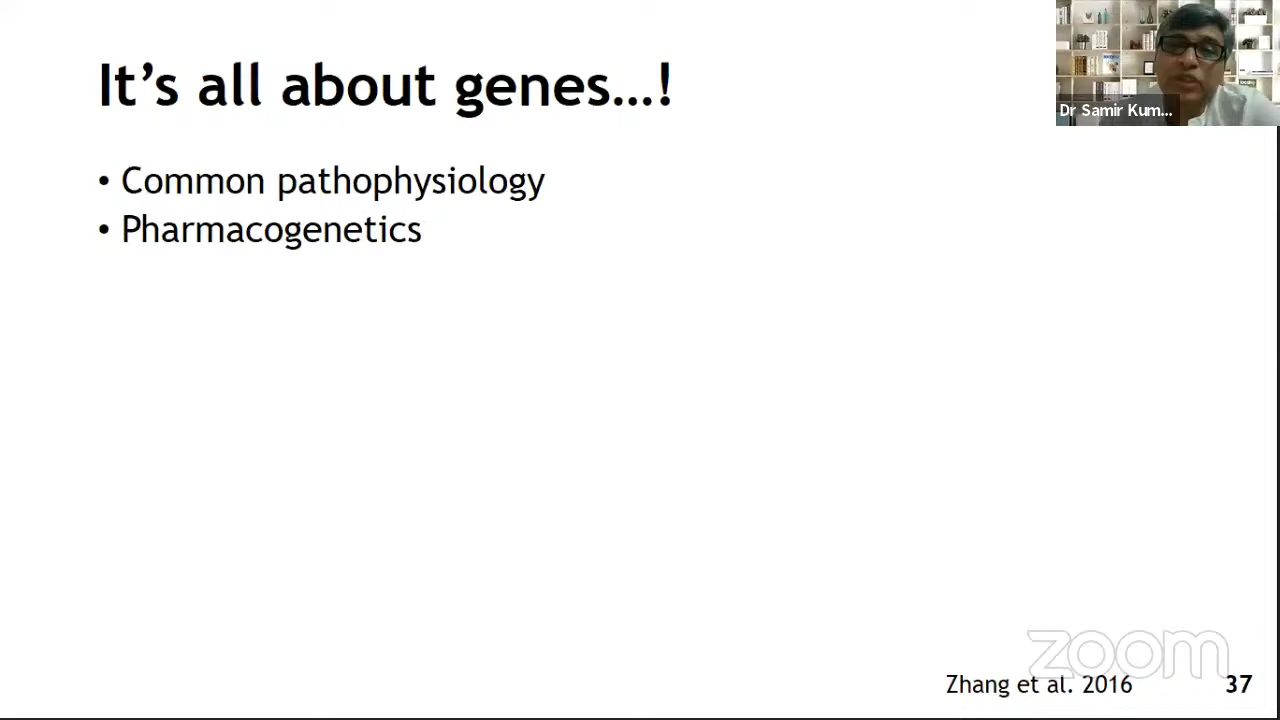 It's all about genes...!
Dr Samir Kum...
• Common pathophysiology
• Pharmacogenetics
zoom
Zhang et al. 2016
37